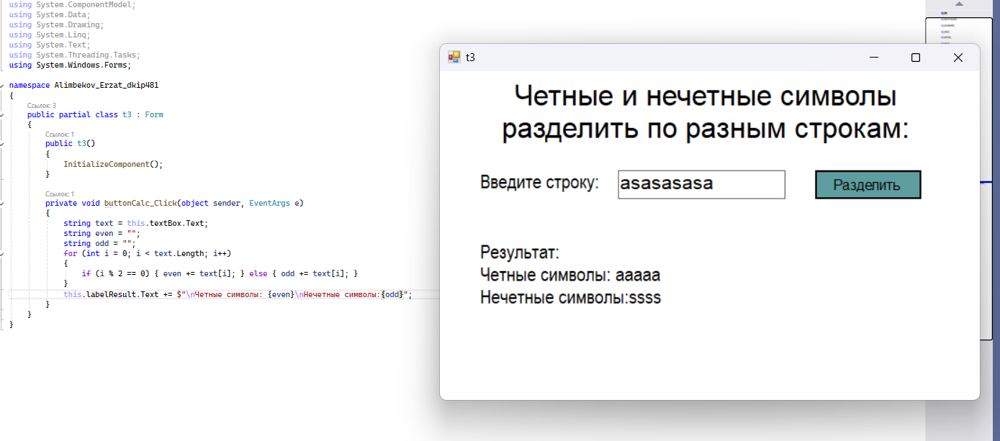 using System.ComponentModel;
using System.Data;
using System.Drawing;
using System.Linq;
using System.Text;
using System.Threading.Tasks;
using System.Windows.Forms;
namespace Alimbekov_Erzat_dkip481
{
Ссылок: 3
public partial class t3 : Form
{
Ссылок: 1
public t3()
{
InitializeComponent();
}
Ссылок: 1
private void buttonCalc_Click(object sender, EventArgs e)
{
string text = this.textBox.Text;
string even = "";
string odd = "";
for (int i = 0; i < text.Length; i++)
{
if (i % 2 == 0) { even += text[i]; } else { odd += text[i]; }
}
this.labelResult.Text += $"\nЧетные символы: {even}\nНечетные символы:{odd}";
}
}
}
t3
Четные и нечетные символы
разделить по разным строкам:
Введите строку:
asasasasa
Разделить
Результат:
Четные символы: aaaaa
Нечетные символы:ssss